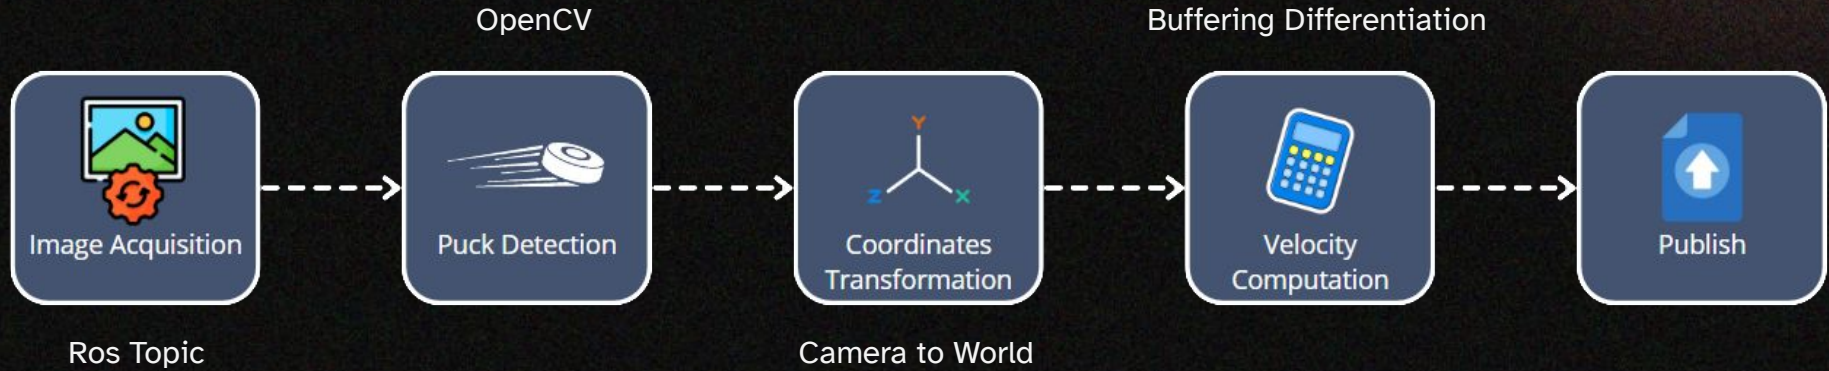 OpenCV
Buffering Differentiation
Image Acquisition
Puck Detection
Y
Z
X
Coordinates
Transformation
Velocity
Computation
Publish
Ros Topic
Camera to World